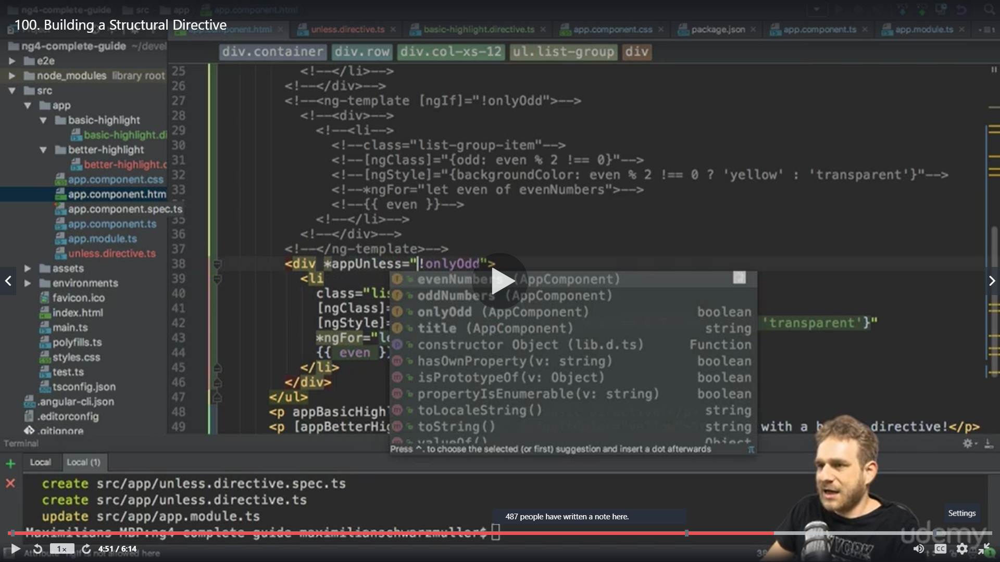 ng4-complete-guide src app app.component.html
100. Building a Structural Directive
app.component.html unless.directive.ts basic-highlight.directive.ts app.component.css package.json app.component.ts app.module.ts
ng4-complete-guide ~/devel
div.container div.row div.col-xs-12 ul.list-group div
e2e
node_modules library root
src
app
basic-highlight
basic-highlight.di
better-highlight
better-highlight.c
app.component.css
app.component.htm
app.component.spec.ts
app.component.ts
app.module.ts
unless.directive.ts
assets
environments
favicon.ico
index.html
main.ts
polyfills.ts
styles.css
test.ts
tsconfig.json
.angular-cli.json
.editorconfig
.gitignore
25 <!--</li>-->
26 <!--</div>-->
27 <!--<ng-template [ngIf]="!onlyOdd">-->
28 <!--<div>-->
29 <!--<li-->
30 <!--class="list-group-item"-->
31 <!--[ngClass]="{odd: even % 2 !== 0}"-->
32 <!--[ngStyle]="{backgroundColor: even % 2 !== 0 ? 'yellow' : 'transparent'}"-->
33 <!--*ngFor="let even of evenNumbers">-->
<!--{{ even }}-->
35 <!--</li>-->
36 <!--</div>-->
37 <!--</ng-template>-->
38 <div *appUnless="!onlyOdd">
39 <li
40 class="lis
41 [ngClass]=
42 [ngStyle]= 'transparent'}"
43 *ngFor="le
44 {{ even }}
45 </li>
46 </div>
47 </ul>
48 <p appBasicHigh
49 <p [appBetterHig with a directive!</p>
evenNumbers (AppComponent)
oddNumbers (AppComponent)
onlyOdd (AppComponent) boolean
title (AppComponent) string
constructor Object (lib.d.ts) Function
hasOwnProperty(v: string) boolean
isPrototypeOf(v: Object) boolean
propertyIsEnumerable(v: string) boolean
toLocaleString() string
toString() string
valueOf() Object
Press ^. to choose the selected (or first) suggestion and insert a dot afterwards π
Terminal
Local Local (1)
create src/app/unless.directive.spec.ts
create src/app/unless.directive.ts
update src/app/app.module.ts
Maximilians-MBP:ng4-complete-guide maximilianschwarzmuller$
487 people have written a note here.
Settings
udemy
YORK
1x 4:51 / 6:14
Attribute ngIf is not allowed here
CC